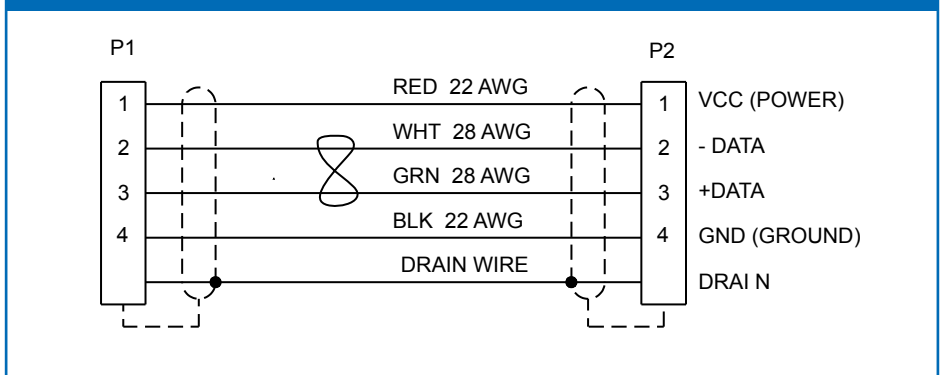 P1
P2
1 RED 22 AWG 1 VCC (POWER)
2 WHT 28 AWG 2 - DATA
3 GRN 28 AWG 3 +DATA
4 BLK 22 AWG 4 GND (GROUND)
DRAIN WIRE DRAI N